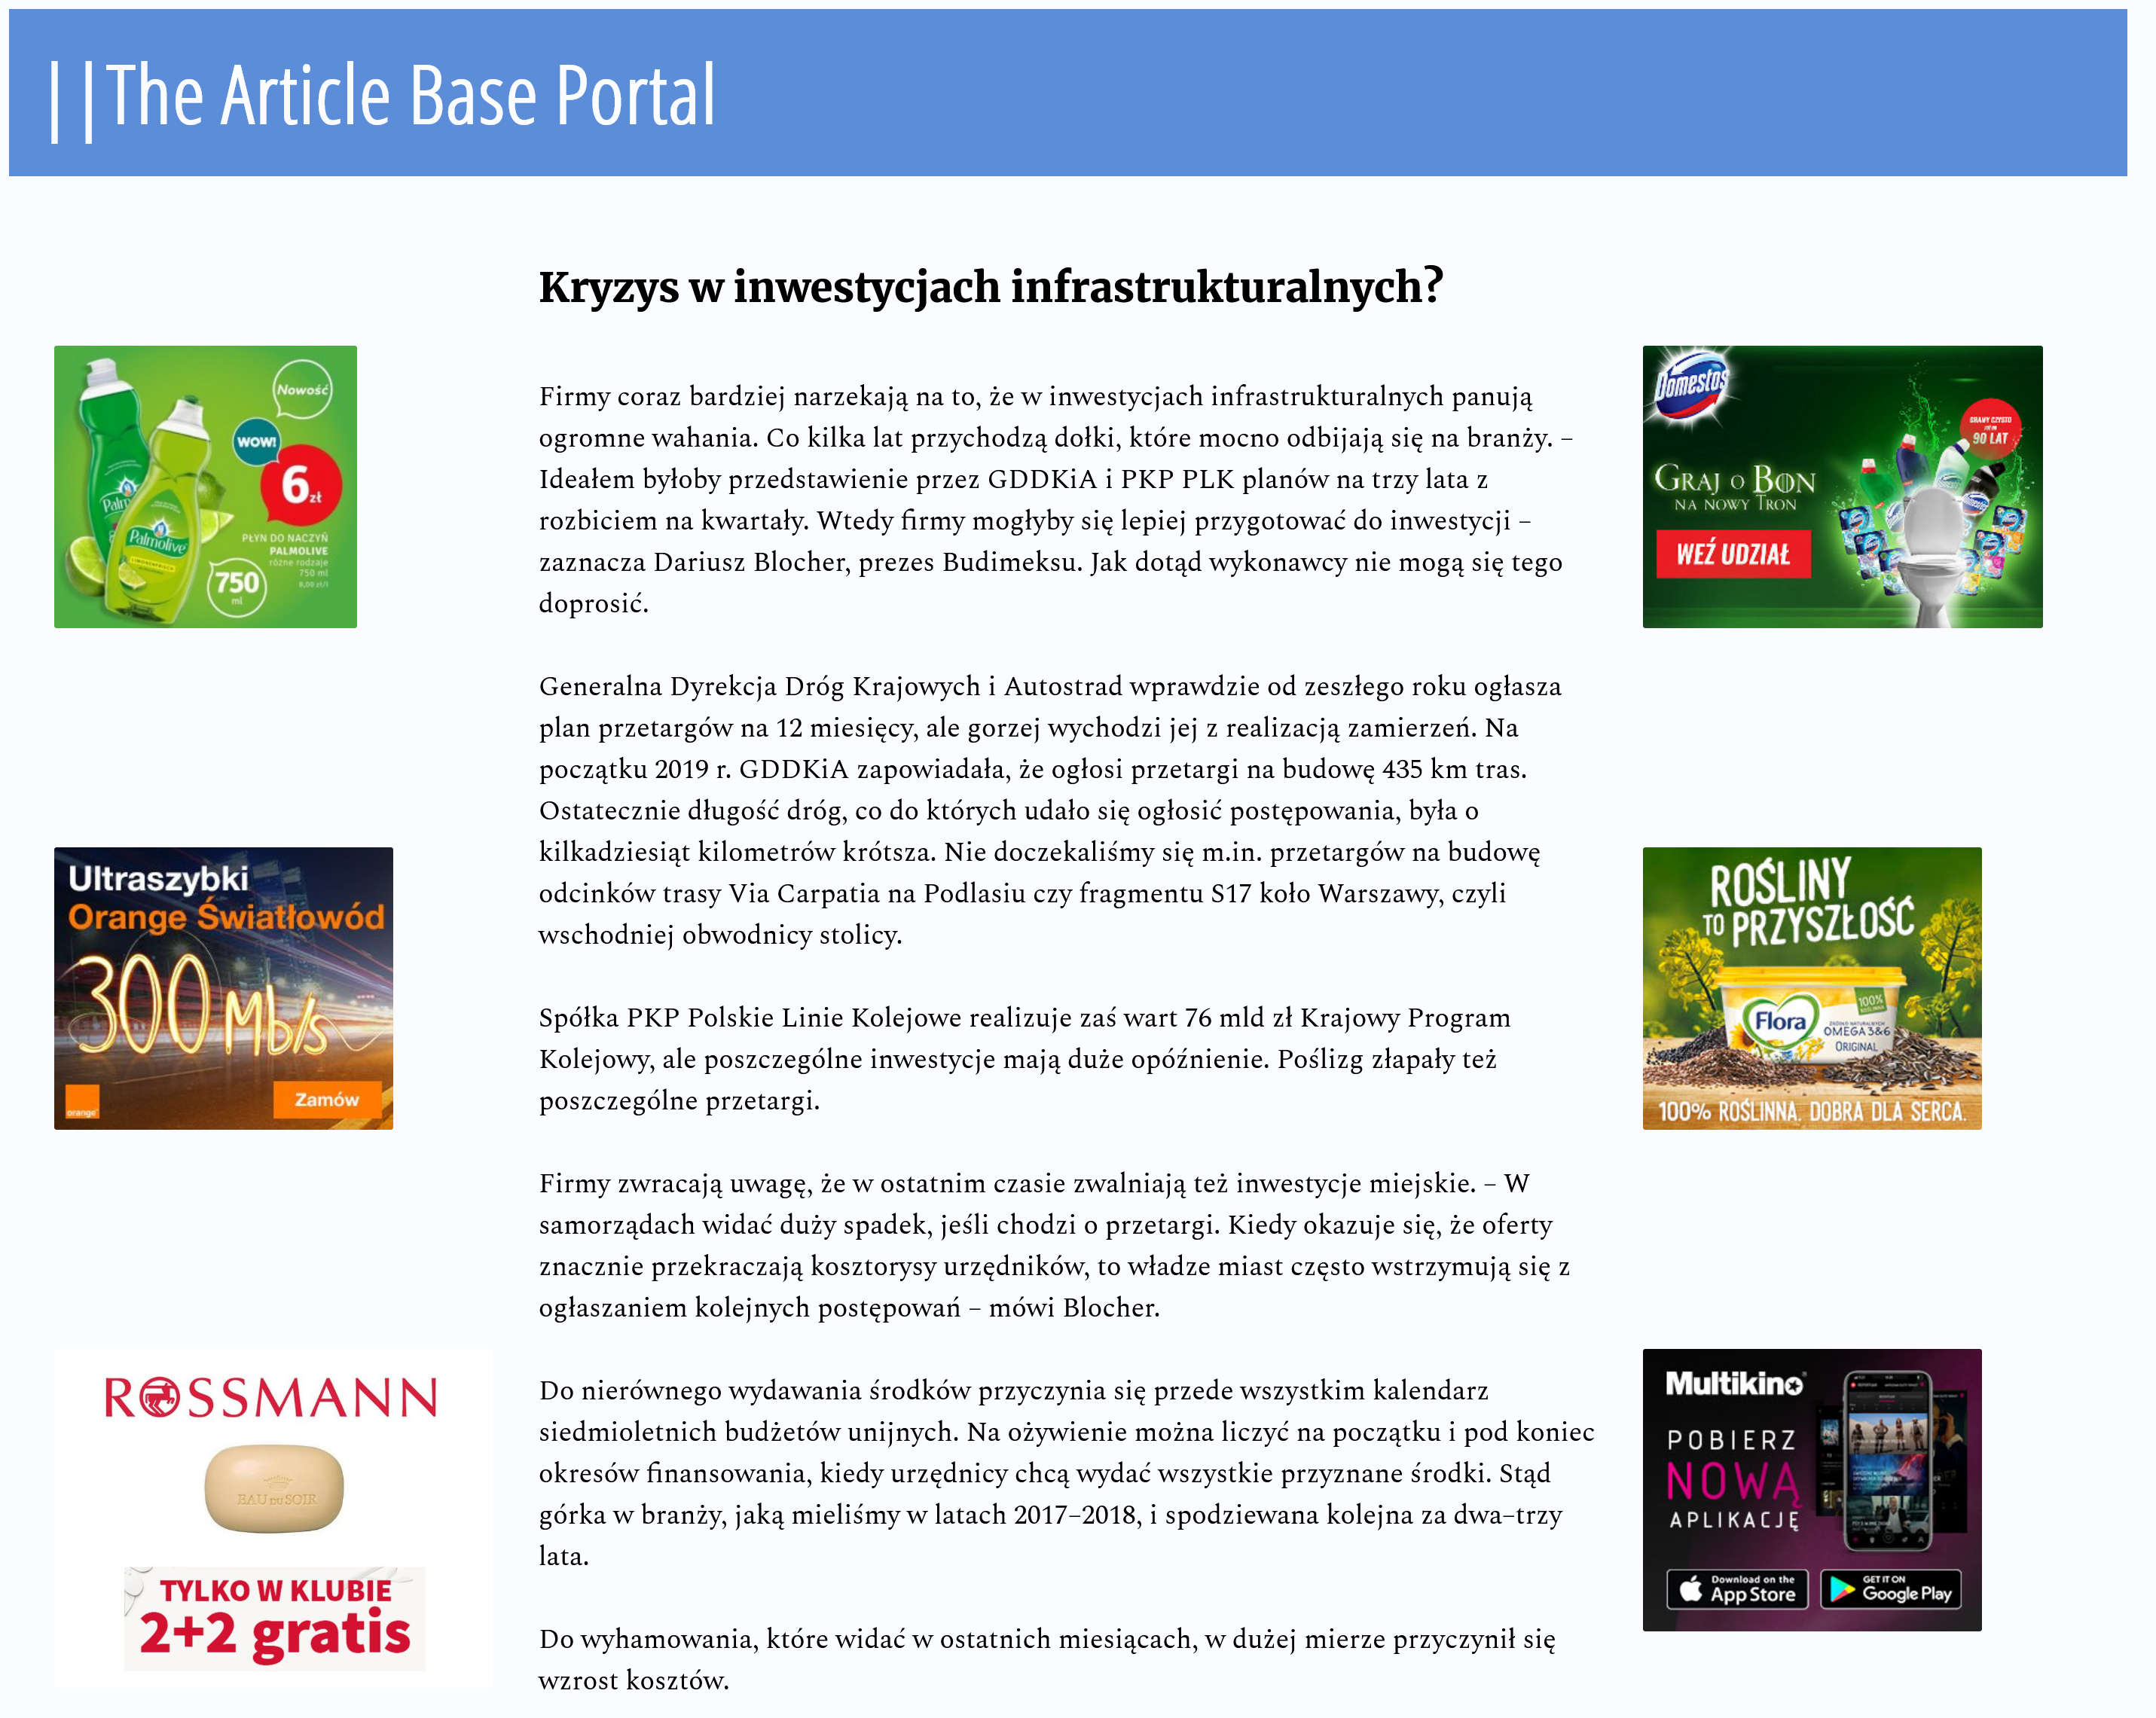 ||The Article Base Portal
Kryzys w inwestycjach infrastrukturalnych?
Firmy coraz bardziej narzekają na to, że w inwestycjach infrastrukturalnych panują
ogromne wahania. Co kilka lat przychodzą dołki, które mocno odbijają się na branży. –
Ideałem byłoby przedstawienie przez GDDKiA i PKP PLK planów na trzy lata z
rozbiciem na kwartały. Wtedy firmy mogłyby się lepiej przygotować do inwestycji –
zaznacza Dariusz Blocher, prezes Budimeksu. Jak dotąd wykonawcy nie mogą się tego
doprosić.
Generalna Dyrekcja Dróg Krajowych i Autostrad wprawdzie od zeszłego roku ogłasza
plan przetargów na 12 miesięcy, ale gorzej wychodzi jej z realizacją zamierzeń. Na
początku 2019 r. GDDKiA zapowiadała, że ogłosi przetargi na budowę 435 km tras.
Ostatecznie długość dróg, co do których udało się ogłosić postępowania, była o
kilkadziesiąt kilometrów krótsza. Nie doczekaliśmy się m.in. przetargów na budowę
odcinków trasy Via Carpatia na Podlasiu czy fragmentu S17 koło Warszawy, czyli
wschodniej obwodnicy stolicy.
Spółka PKP Polskie Linie Kolejowe realizuje zaś wart 76 mld zł Krajowy Program
Kolejowy, ale poszczególne inwestycje mają duże opóźnienie. Poślizg złapały też
poszczególne przetargi.
Firmy zwracają uwagę, że w ostatnim czasie zwalniają też inwestycje miejskie. – W
samorządach widać duży spadek, jeśli chodzi o przetargi. Kiedy okazuje się, że oferty
znacznie przekraczają kosztorysy urzędników, to władze miast często wstrzymują się z
ogłaszaniem kolejnych postępowań – mówi Blocher.
Do nierównego wydawania środków przyczynia się przede wszystkim kalendarz
siedmioletnich budżetów unijnych. Na ożywienie można liczyć na początku i pod koniec
okresów finansowania, kiedy urzędnicy chcą wydać wszystkie przyznane środki. Stąd
górka w branży, jaką mieliśmy w latach 2017–2018, i spodziewana kolejna za dwa–trzy
lata.
Do wyhamowania, które widać w ostatnich miesiącach, w dużej mierze przyczynił się
wzrost kosztów.
Nowość
WOW!
6 zł
Palmolive
PŁYN DO NACZYŃ
PALMOLIVE
różne rodzaje
750 ml
8,00 zł/l
750
ml
Ultraszybki
Orange Światłowód
300 Mb/s
orange
Zamów
ROSSMANN
EAU DU SOIR
TYLKO W KLUBIE
2+2 gratis
Domestos
GRAMY CZYSTO
90 LAT
GRAJ O BON
NA NOWY TRON
WEŹ UDZIAŁ
ROŚLINY
TO PRZYSZŁOŚĆ
Flora
100%
OMEGA 3&6
ORIGINAL
100% ROŚLINNA. DOBRA DLA SERCA.
Multikino
POBIERZ
NOWĄ
APLIKACJĘ
Download on the
App Store
GET IT ON
Google Play